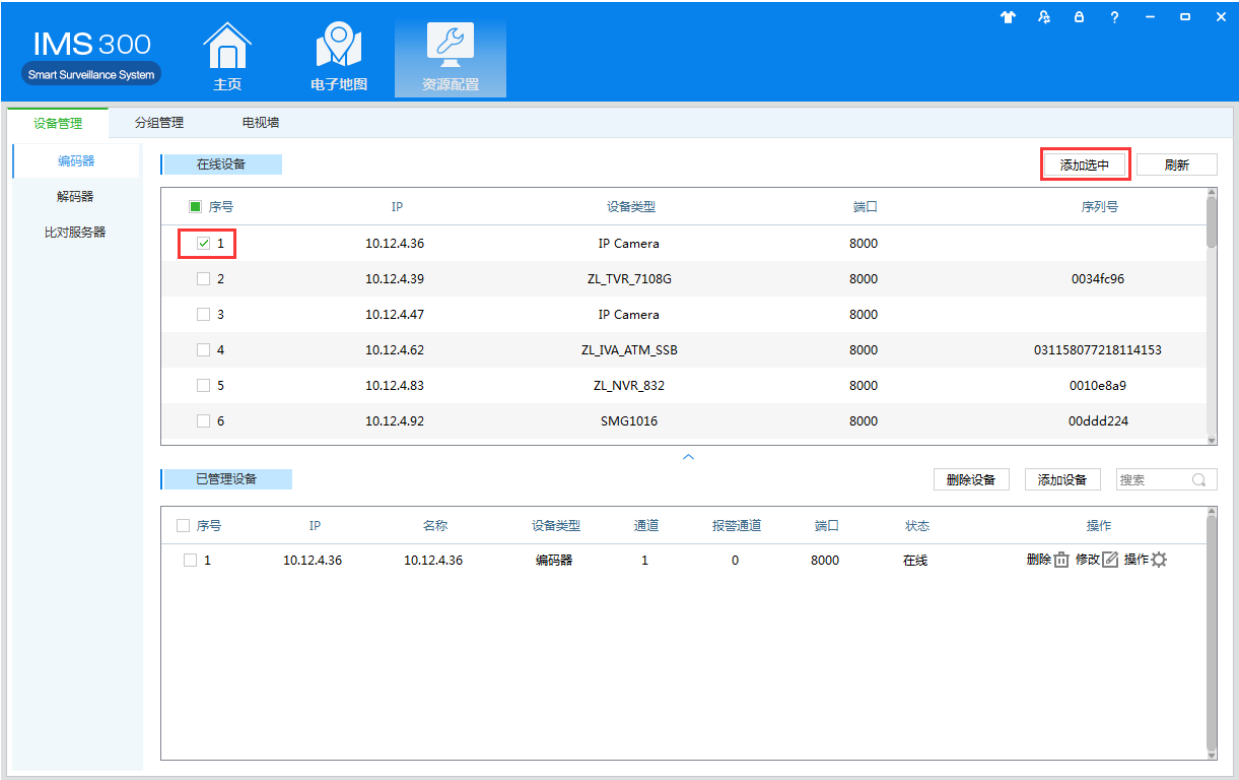 IMS 300
Smart Surveillance System
主页
电子地图
资源配置
设备管理 分组管理 电视墙
编码器
解码器
比对服务器
在线设备 添加选中 刷新
序号 IP 设备类型 端口 序列号
1 10.12.4.36 IP Camera 8000
2 10.12.4.39 ZL_TVR_7108G 8000 0034fc96
3 10.12.4.47 IP Camera 8000
4 10.12.4.62 ZL_IVA_ATM_SSB 8000 031158077218114153
5 10.12.4.83 ZL_NVR_832 8000 0010e8a9
6 10.12.4.92 SMG1016 8000 00ddd224
已管理设备 删除设备 添加设备 搜索
序号 IP 名称 设备类型 通道 报警通道 端口 状态 操作
1 10.12.4.36 10.12.4.36 编码器 1 0 8000 在线 删除 修改 操作